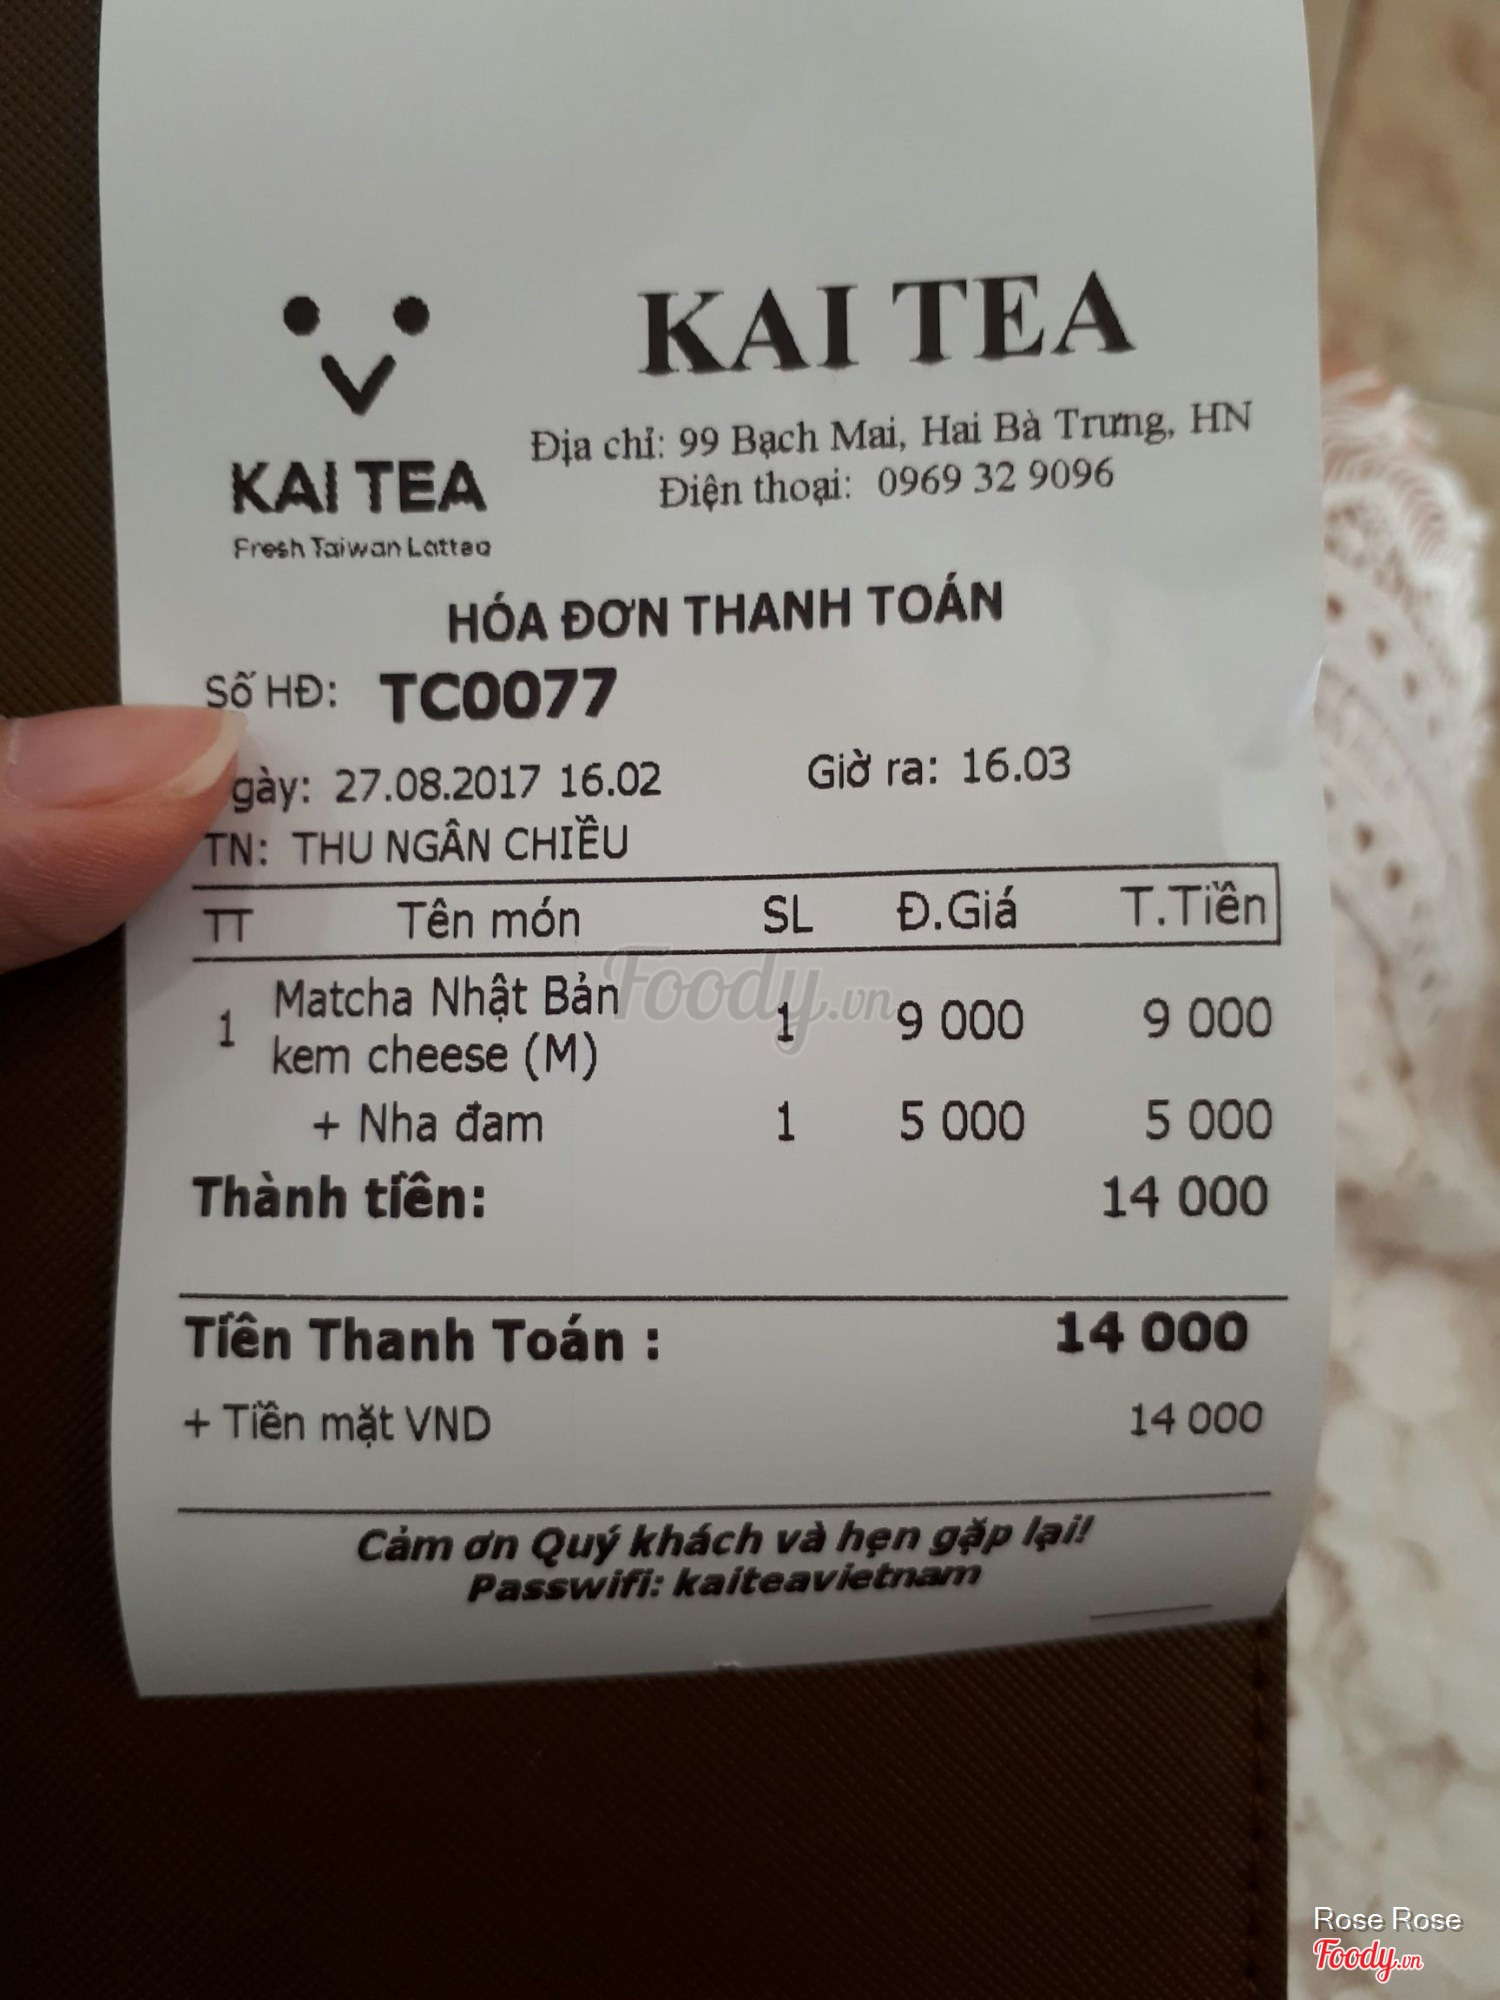 KAI TEA
Fresh Taiwan Lattea
KAI TEA
Địa chỉ: 99 Bạch Mai, Hai Bà Trưng, HN
Điện thoại: 0969 32 9096
HÓA ĐƠN THANH TOÁN
Số HĐ: TC0077
gày: 27.08.2017 16.02 Giờ ra: 16.03
TN: THU NGÂN CHIỀU
TT Tên món SL Đ.Giá T.Tiền
1 Matcha Nhật Bản kem cheese (M) 1 9 000 9 000
+ Nha đam 1 5 000 5 000
Thành tiền: 14 000
Tiền Thanh Toán : 14 000
+ Tiền mặt VND 14 000
Cảm ơn Quý khách và hẹn gặp lại!
Passwifi: kaiteavietnam
Foody.vn
Rose Rose
Foody.vn